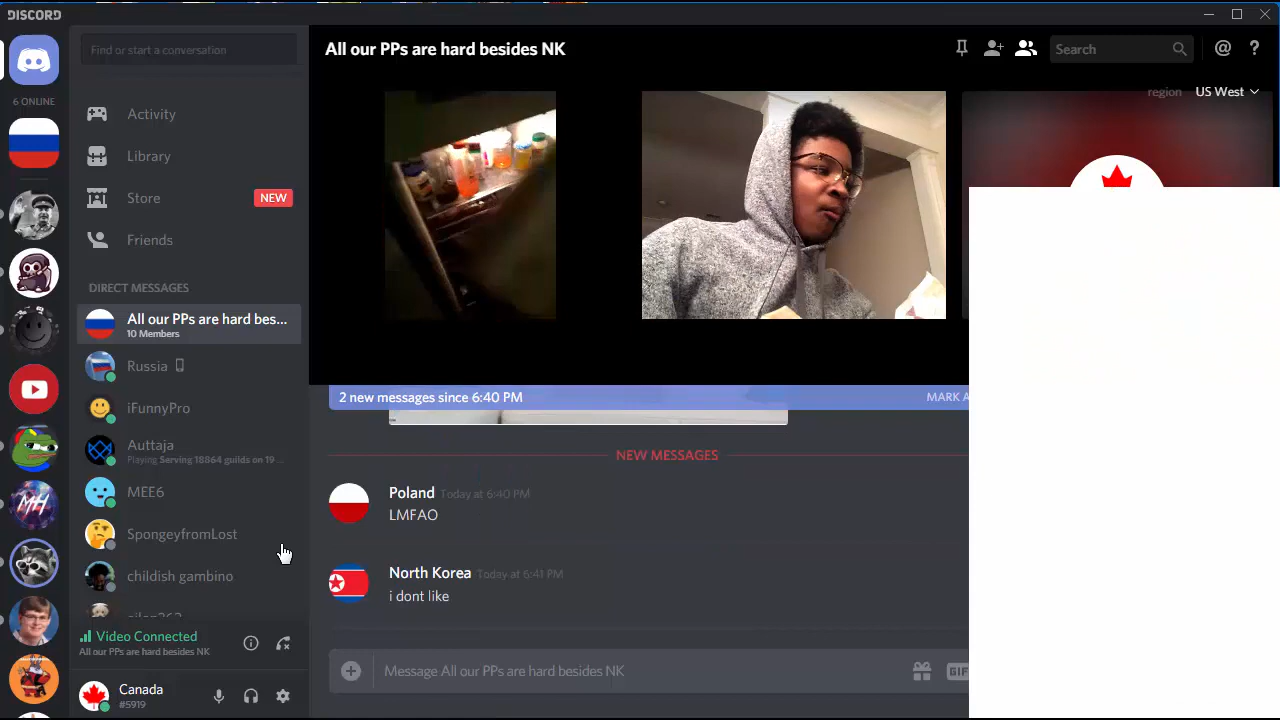 DISCORD
Find or start a conversation
All our PPs are hard besides NK
Search
6 ONLINE
region US West
Activity
Library
Store NEW
Friends
DIRECT MESSAGES
All our PPs are hard bes...
10 Members
Russia
iFunnyPro
Auttaja
Playing Serving 18864 guilds on 19 ...
MEE6
SpongeyfromLost
childish gambino
2 new messages since 6:40 PM MARK A
NEW MESSAGES
Poland Today at 6:40 PM
LMFAO
North Korea Today at 6:41 PM
i dont like
Video Connected
All our PPs are hard besides NK
Canada
#5919
Message All our PPs are hard besides NK
GIF